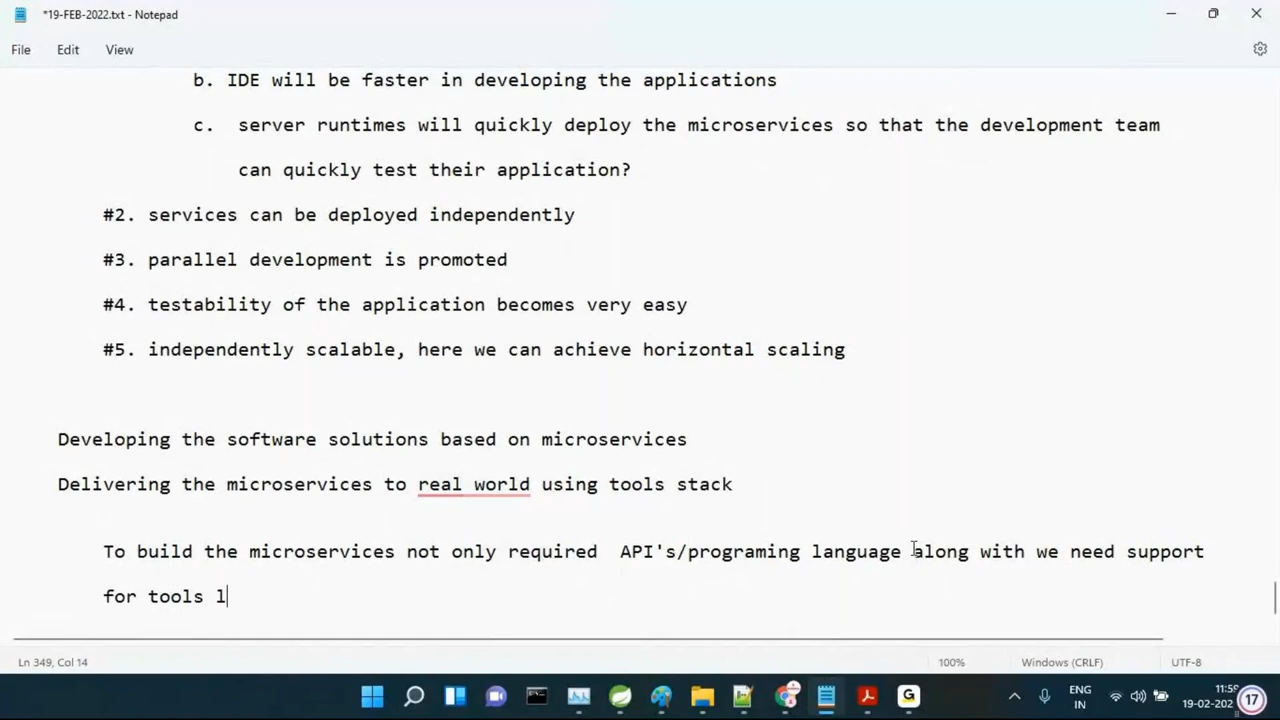 *19-FEB-2022.txt - Notepad
File Edit View
b. IDE will be faster in developing the applications
c. server runtimes will quickly deploy the microservices so that the development team
can quickly test their application?
#2. services can be deployed independently
#3. parallel development is promoted
#4. testability of the application becomes very easy
#5. independently scalable, here we can achieve horizontal scaling
Developing the software solutions based on microservices
Delivering the microservices to real world using tools stack
To build the microservices not only required API's/programing language along with we need support
for tools l
Ln 349, Col 14 100% Windows (CRLF) UTF-8
ENG
IN
17